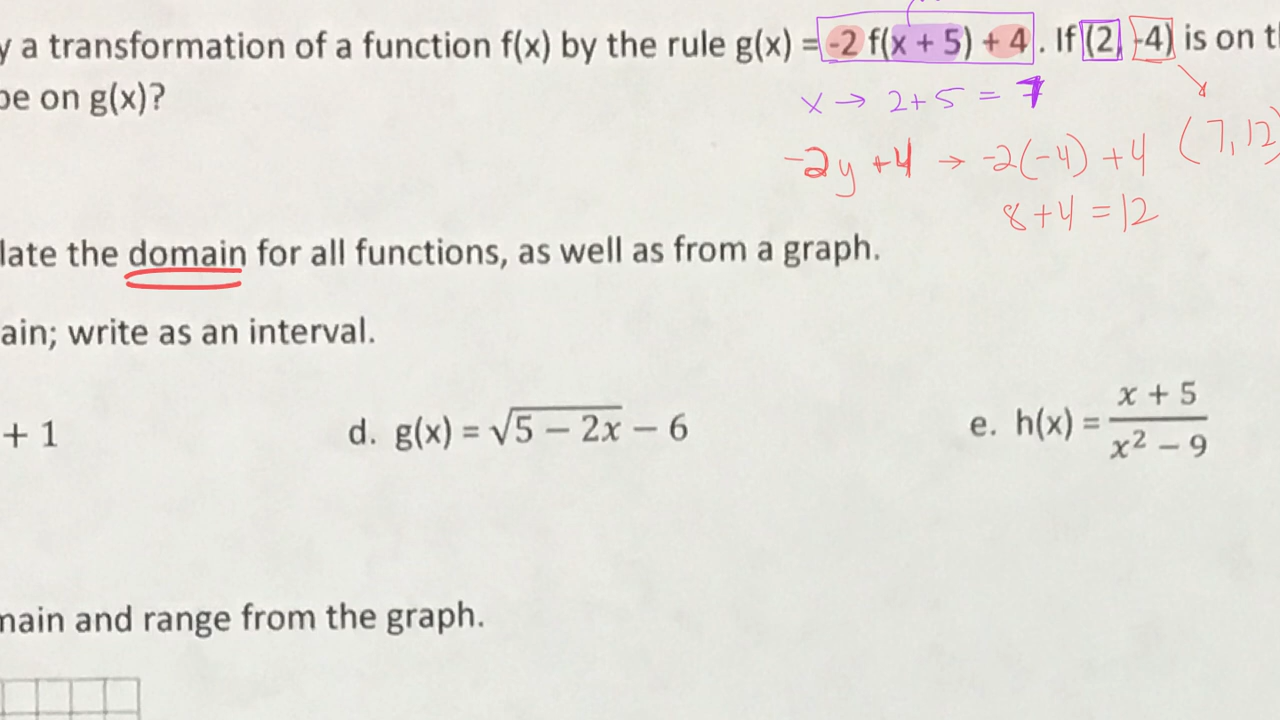 y a transformation of a function f(x) by the rule g(x) = -2 f(x + 5) + 4 . If (2, -4) is on t
be on g(x)?
x → 2+5 = 7
-2y +4 → -2(-4) +4 (7,12)
8+4 = 12
late the domain for all functions, as well as from a graph.
ain; write as an interval.
+ 1 d. g(x) = √5 − 2x − 6 e. h(x) = x + 5 / x² − 9
main and range from the graph.